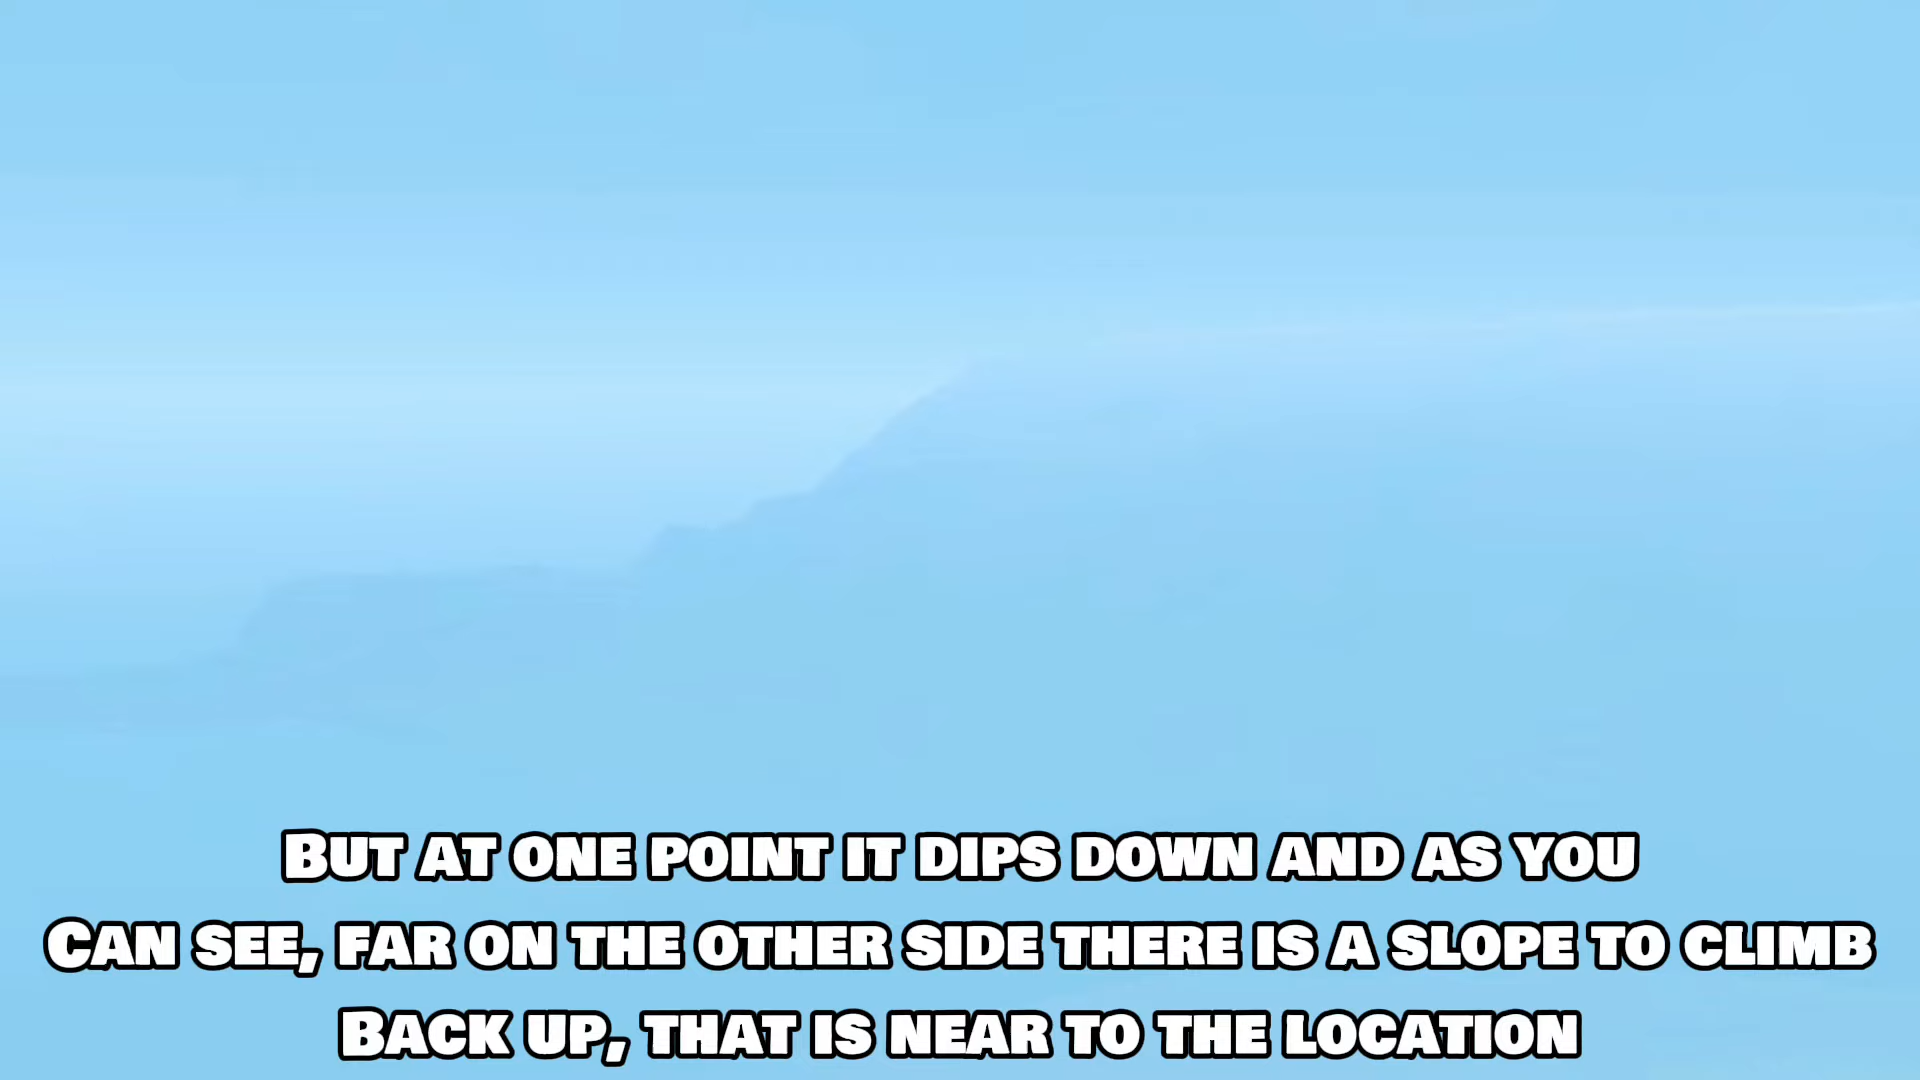 But at one point it dips down and as you
Can see, far on the other side there is a slope to climb
Back up, that is near to the location